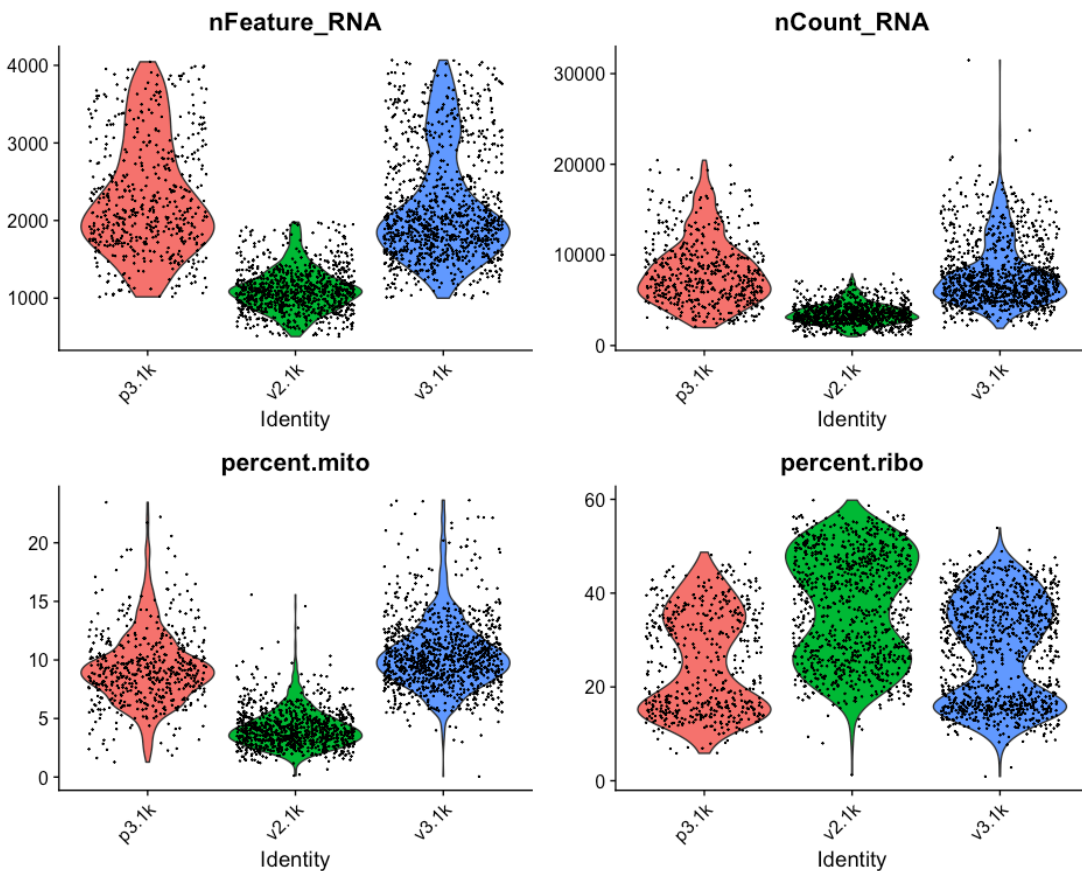 nFeature_RNA
4000
3000
2000
1000
p3.1k
v2.1k
v3.1k
Identity
nCount_RNA
30000
20000
10000
0
p3.1k
v2.1k
v3.1k
Identity
percent.mito
20
15
10
5
0
p3.1k
v2.1k
v3.1k
Identity
percent.ribo
60
40
20
0
p3.1k
v2.1k
v3.1k
Identity